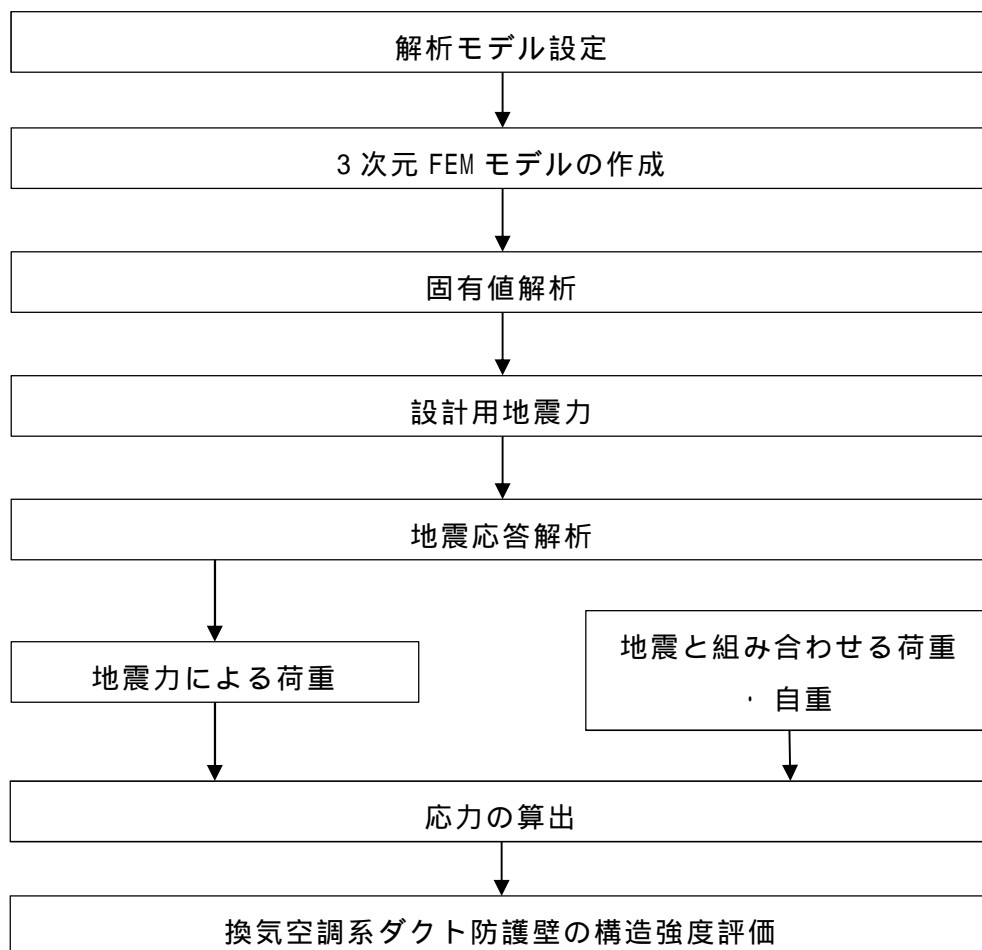 解析モデル設定
3次元 FEM モデルの作成
固有値解析
設計用地震力
地震応答解析
地震力による荷重
地震と組み合わせる荷重
・自重
応力の算出
換気空調系ダクト防護壁の構造強度評価